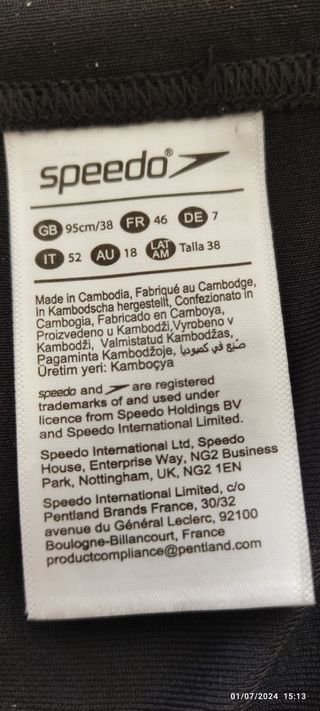 speedo®
GB 95cm/38 FR 46 DE 7
IT 52 AU 18 LAT AM Talla 38
Made in Cambodia, Fabriqué au Cambodge,
in Kambodscha hergestellt, Confezionato in
Cambogia, Fabricado en Camboya,
Proizvedeno u Kambodži,Vyrobeno v
Kambodži, Valmistatud Kambodžas,
Pagaminta Kambodžoje, صنع في كمبوديا
Üretim yeri: Kamboçya
speedo and are registered
trademarks of and used under
licence from Speedo Holdings BV
and Speedo International Limited.
Speedo International Ltd, Speedo
House, Enterprise Way, NG2 Business
Park, Nottingham, UK, NG2 1EN
Speedo International Limited, c/o
Pentland Brands France, 30/32
avenue du Général Leclerc, 92100
Boulogne-Billancourt, France
productcompliance@pentland.com
01/07/2024 15:13